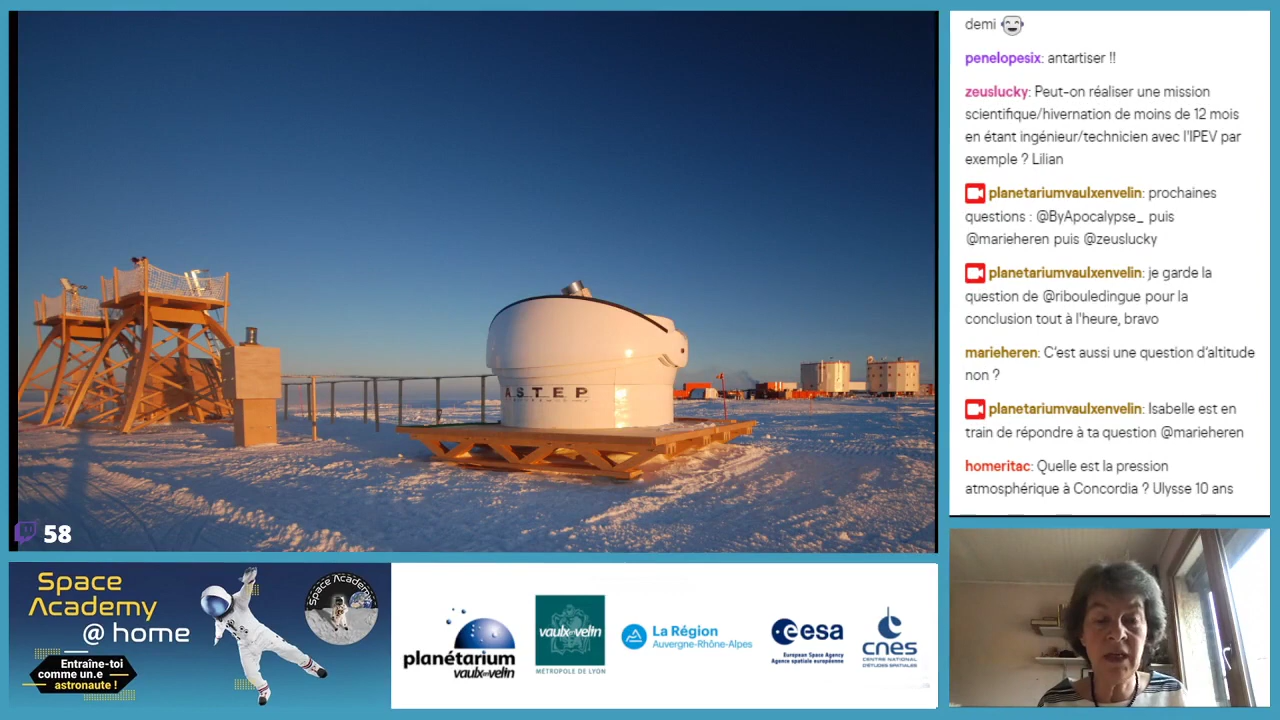 ASTEP
58
demi
penelopesix: antartiser !!
zeuslucky: Peut-on réaliser une mission
scientifique/hivernation de moins de 12 mois
en étant ingénieur/technicien avec l'IPEV par
exemple ? Lilian
planetariumvaulxenvelin: prochaines
questions : @ByApocalypse_ puis
@marieheren puis @zeuslucky
planetariumvaulxenvelin: je garde la
question de @ribouledingue pour la
conclusion tout à l'heure, bravo
marieheren: C'est aussi une question d'altitude
non ?
planetariumvaulxenvelin: Isabelle est en
train de répondre à ta question @marieheren
homeritac: Quelle est la pression
atmosphérique à Concordia ? Ulysse 10 ans
Space
Academy
@ home
Entraîne-toi
comme un.e
astronaute !
Space Academy
planétarium
vaulx en velin
vaulx-en-velin
MÉTROPOLE DE LYON
La Région
Auvergne-Rhône-Alpes
esa
European Space Agency
Agence spatiale européenne
cnes
CENTRE NATIONAL
D'ÉTUDES SPATIALES